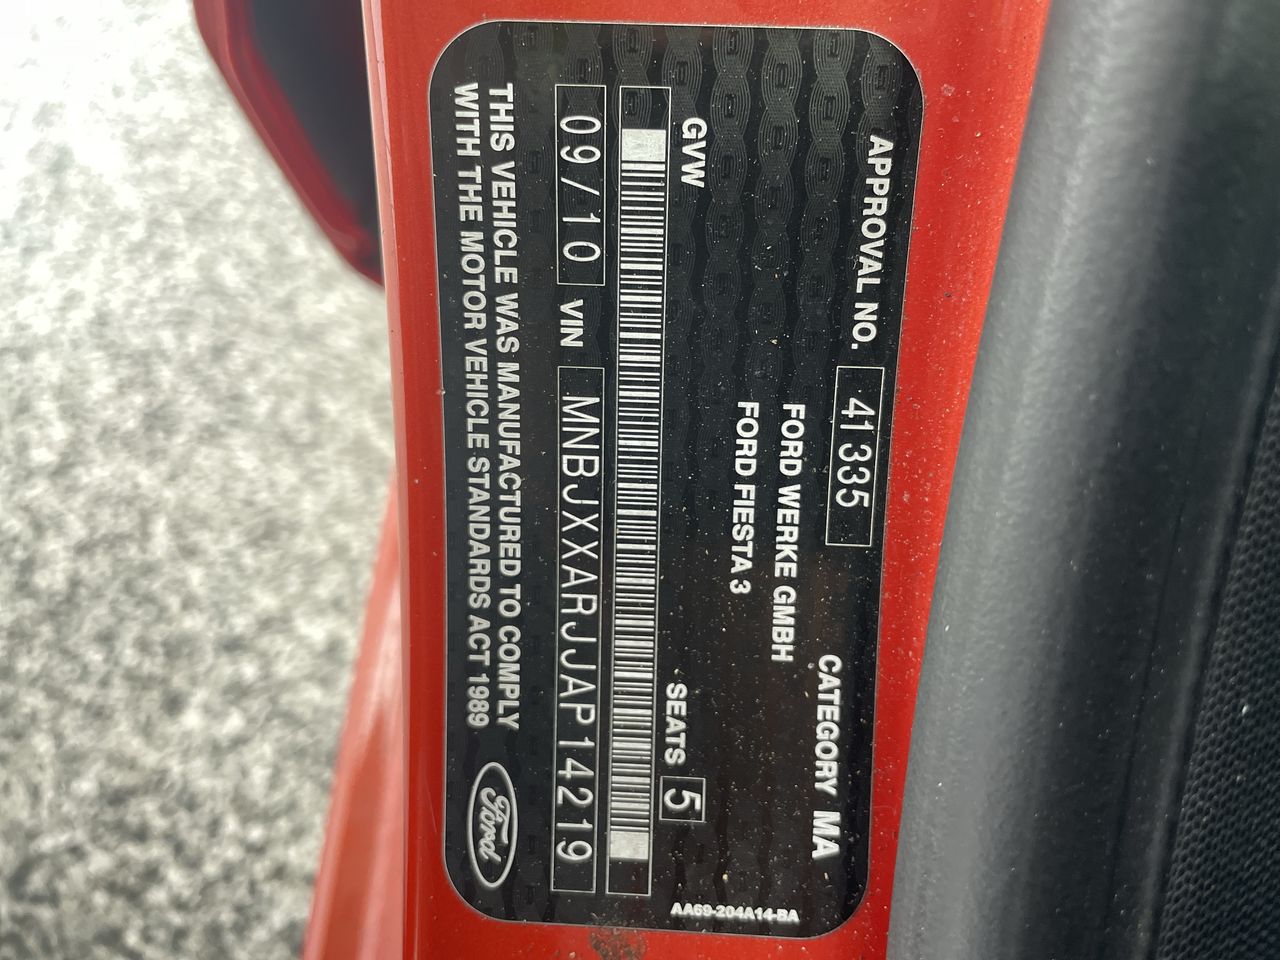 APPROVAL NO. 41335 CATEGORY MA
FORD WERKE GMBH
FORD FIESTA 3
GVW SEATS 5
09/10 VIN MNBJXXARJJAP14219
THIS VEHICLE WAS MANUFACTURED TO COMPLY
WITH THE MOTOR VEHICLE STANDARDS ACT 1989
Ford
AA69-204A14-BA